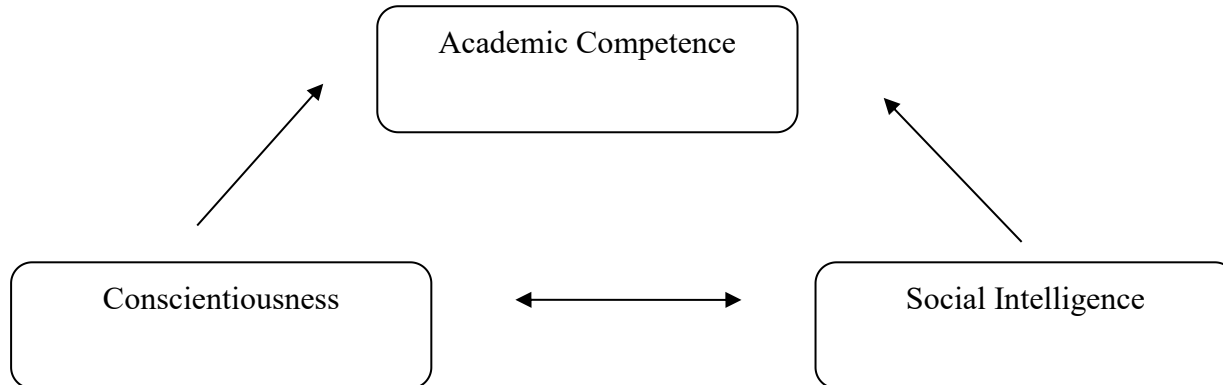 Academic Competence
Conscientiousness
Social Intelligence